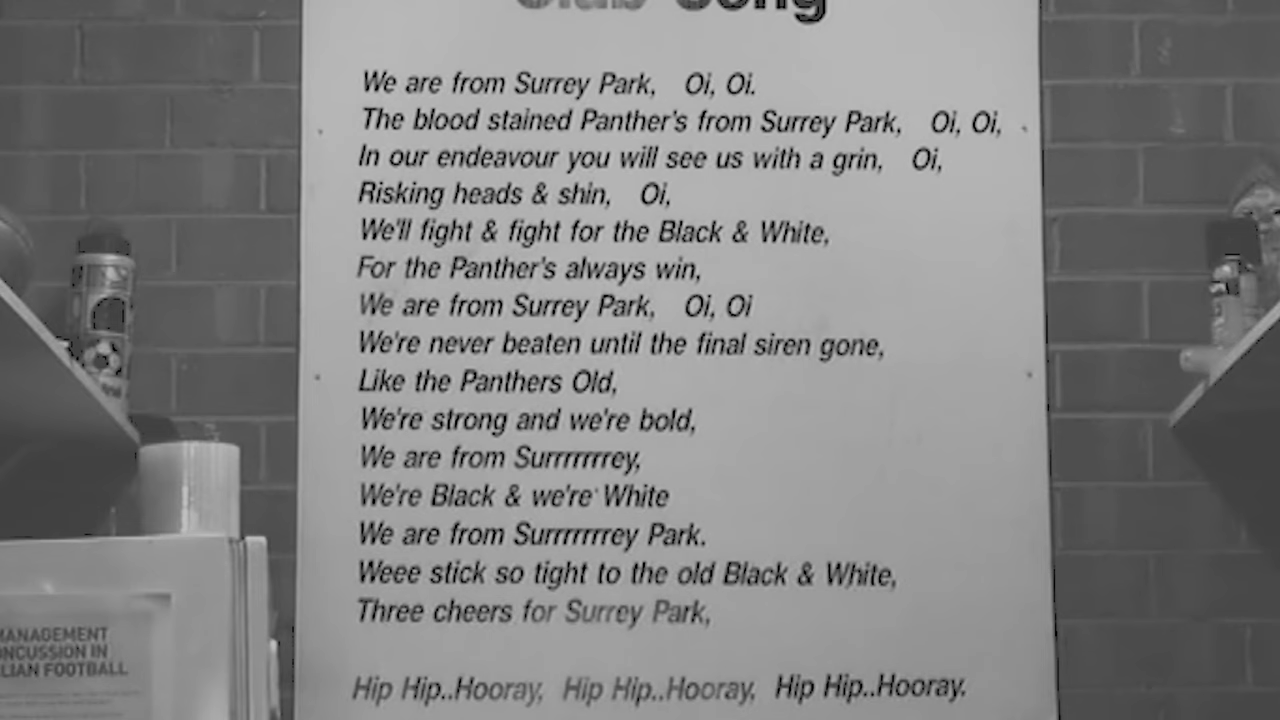 Club Song
We are from Surrey Park, Oi, Oi.
The blood stained Panther's from Surrey Park, Oi, Oi,
In our endeavour you will see us with a grin, Oi,
Risking heads & shin, Oi,
We'll fight & fight for the Black & White,
For the Panther's always win,
We are from Surrey Park, Oi, Oi
We're never beaten until the final siren gone,
Like the Panthers Old,
We're strong and we're bold,
We are from Surrrrrrrey,
We're Black & we're White
We are from Surrrrrrrey Park.
Weee stick so tight to the old Black & White,
Three cheers for Surrey Park,
Hip Hip..Hooray, Hip Hip..Hooray, Hip Hip..Hooray.
MANAGEMENT
ONCUSSION IN
LIAN FOOTBALL